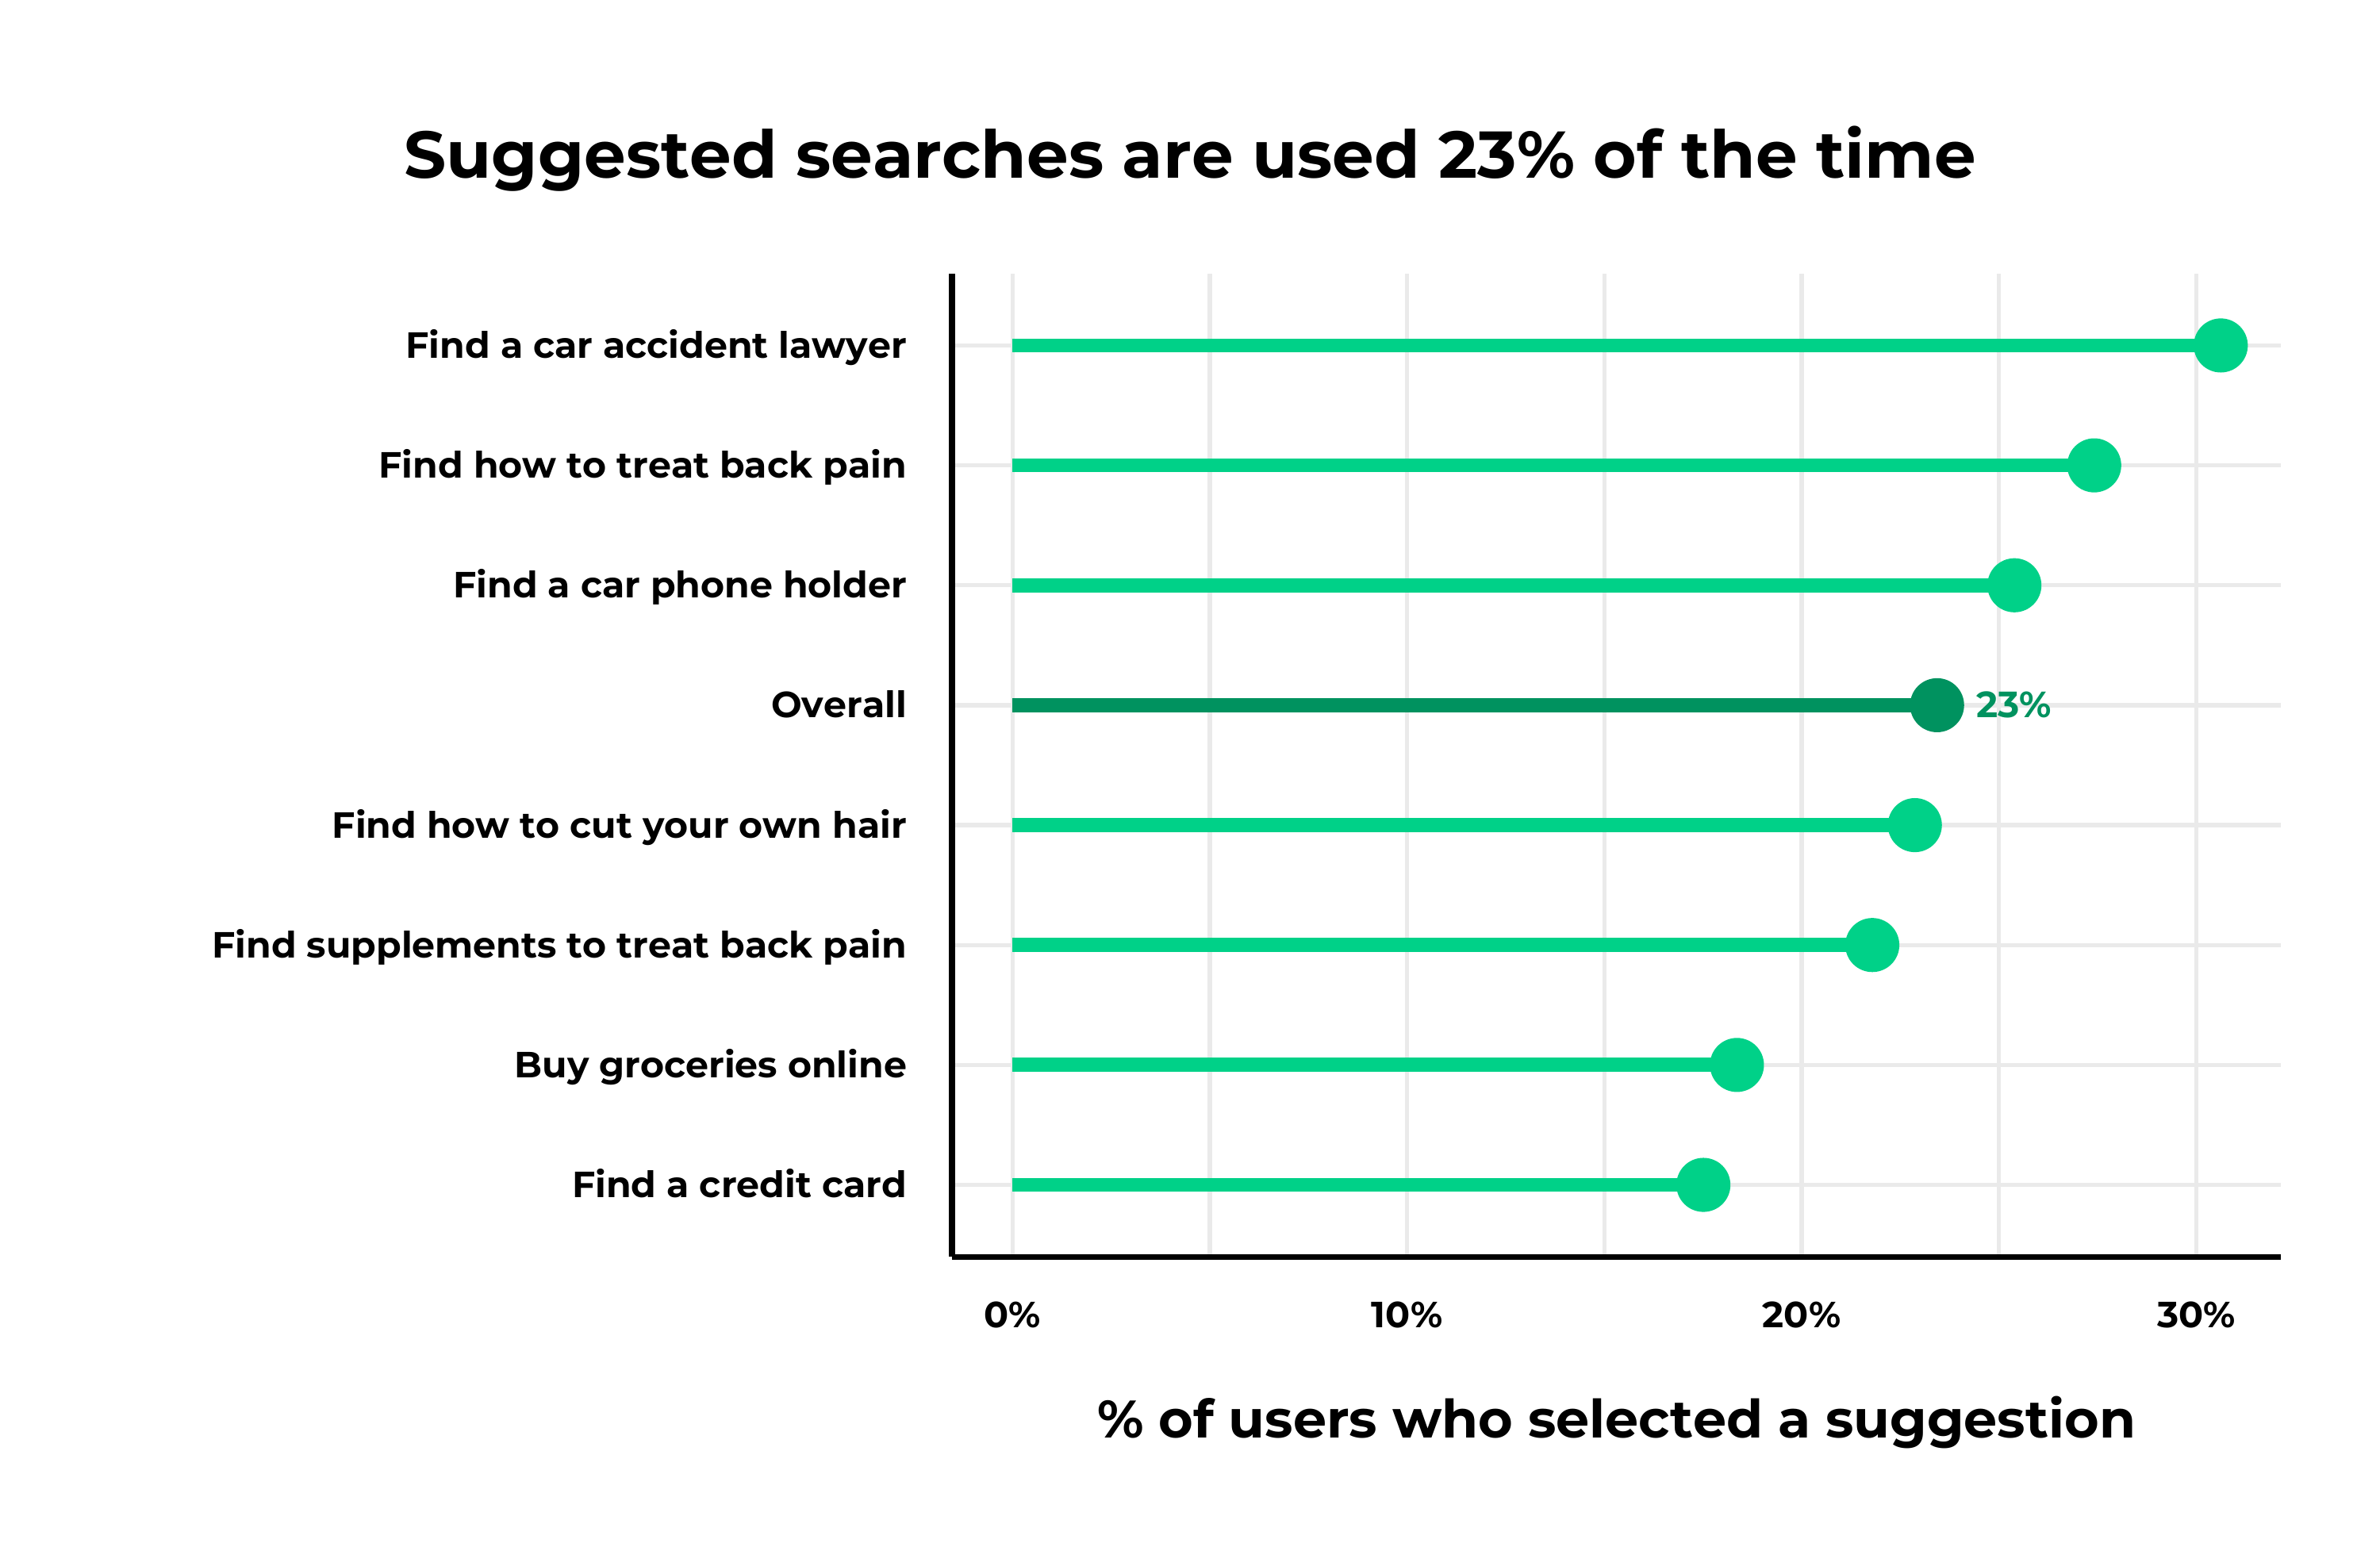 Suggested searches are used 23% of the time
Find a car accident lawyer
Find how to treat back pain
Find a car phone holder
Overall
23%
Find how to cut your own hair
Find supplements to treat back pain
Buy groceries online
Find a credit card
0% 10% 20% 30%
% of users who selected a suggestion